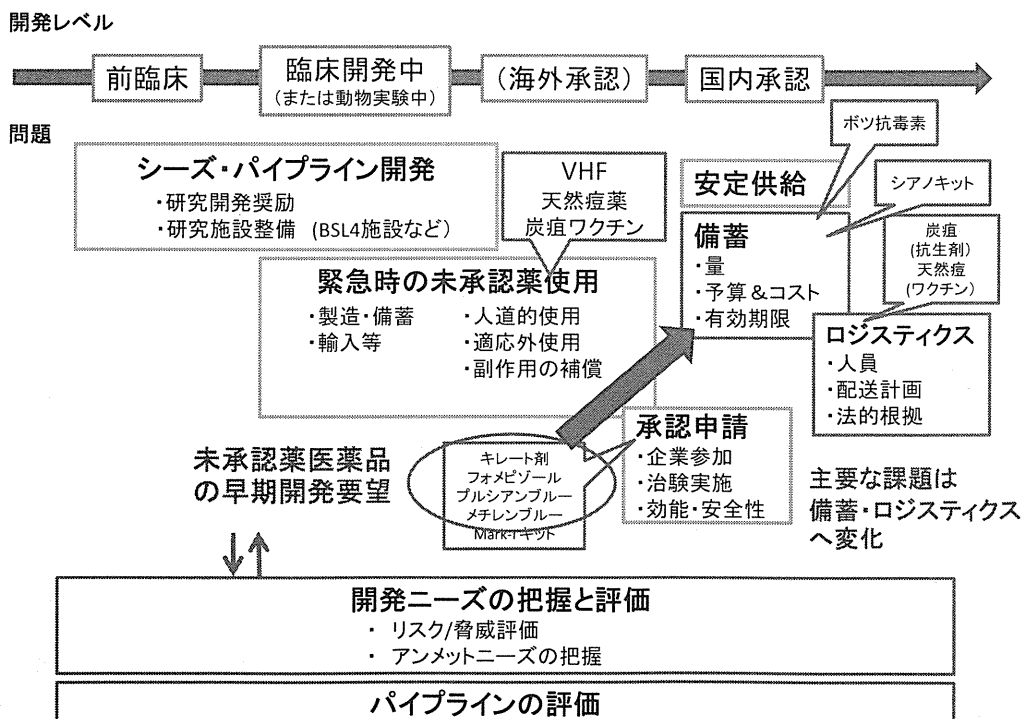 開発レベル
前臨床
臨床開発中
(または動物実験中)
(海外承認)
国内承認
問題
シーズ・パイプライン開発
・研究開発奨励
・研究施設整備 (BSL4施設など)
VHF
天然痘薬
炭疽ワクチン
安定供給
ボツ抗毒素
シアノキット
備蓄
・量
・予算&コスト
・有効期限
炭疽
(抗生剤)
天然痘
(ワクチン)
緊急時の未承認薬使用
・製造・備蓄
・輸入等
・人道的使用
・適応外使用
・副作用の補償
ロジスティクス
・人員
・配送計画
・法的根拠
承認申請
・企業参加
・治験実施
・効能・安全性
キレート剤
フォメピゾール
プルシアンブルー
メチレンブルー
Mark-Iキット
未承認薬医薬品
の早期開発要望
主要な課題は
備蓄・ロジスティクス
へ変化
開発ニーズの把握と評価
・ リスク/脅威評価
・ アンメットニーズの把握
パイプラインの評価